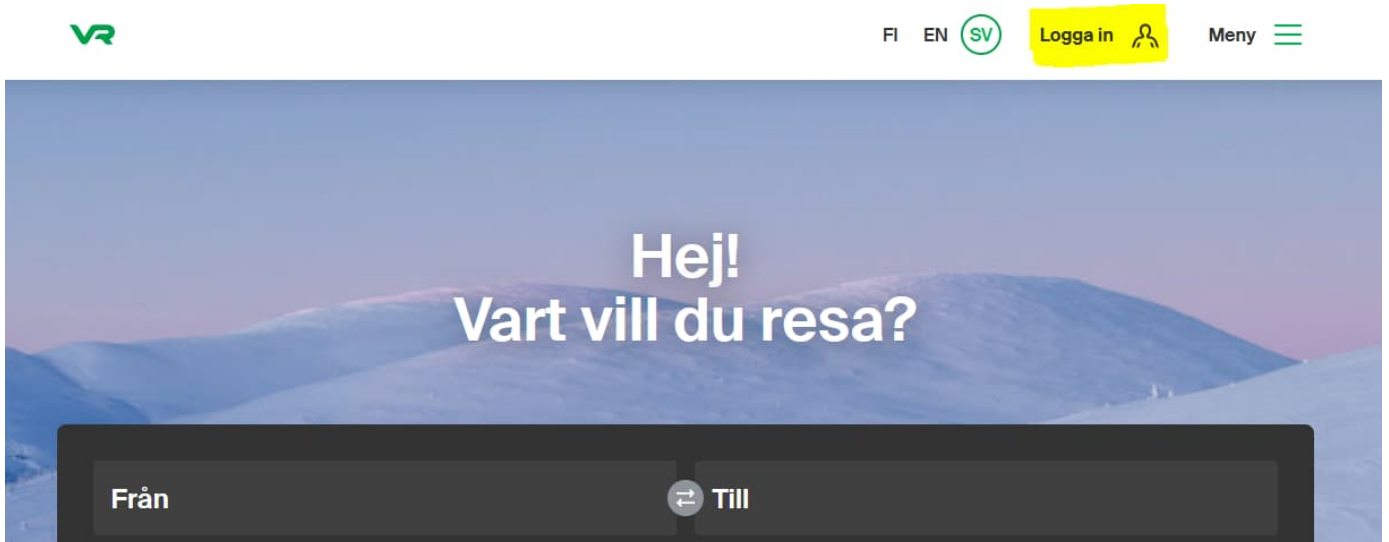 VR
FI EN SV Logga in Meny
Hej!
Vart vill du resa?
Från Till